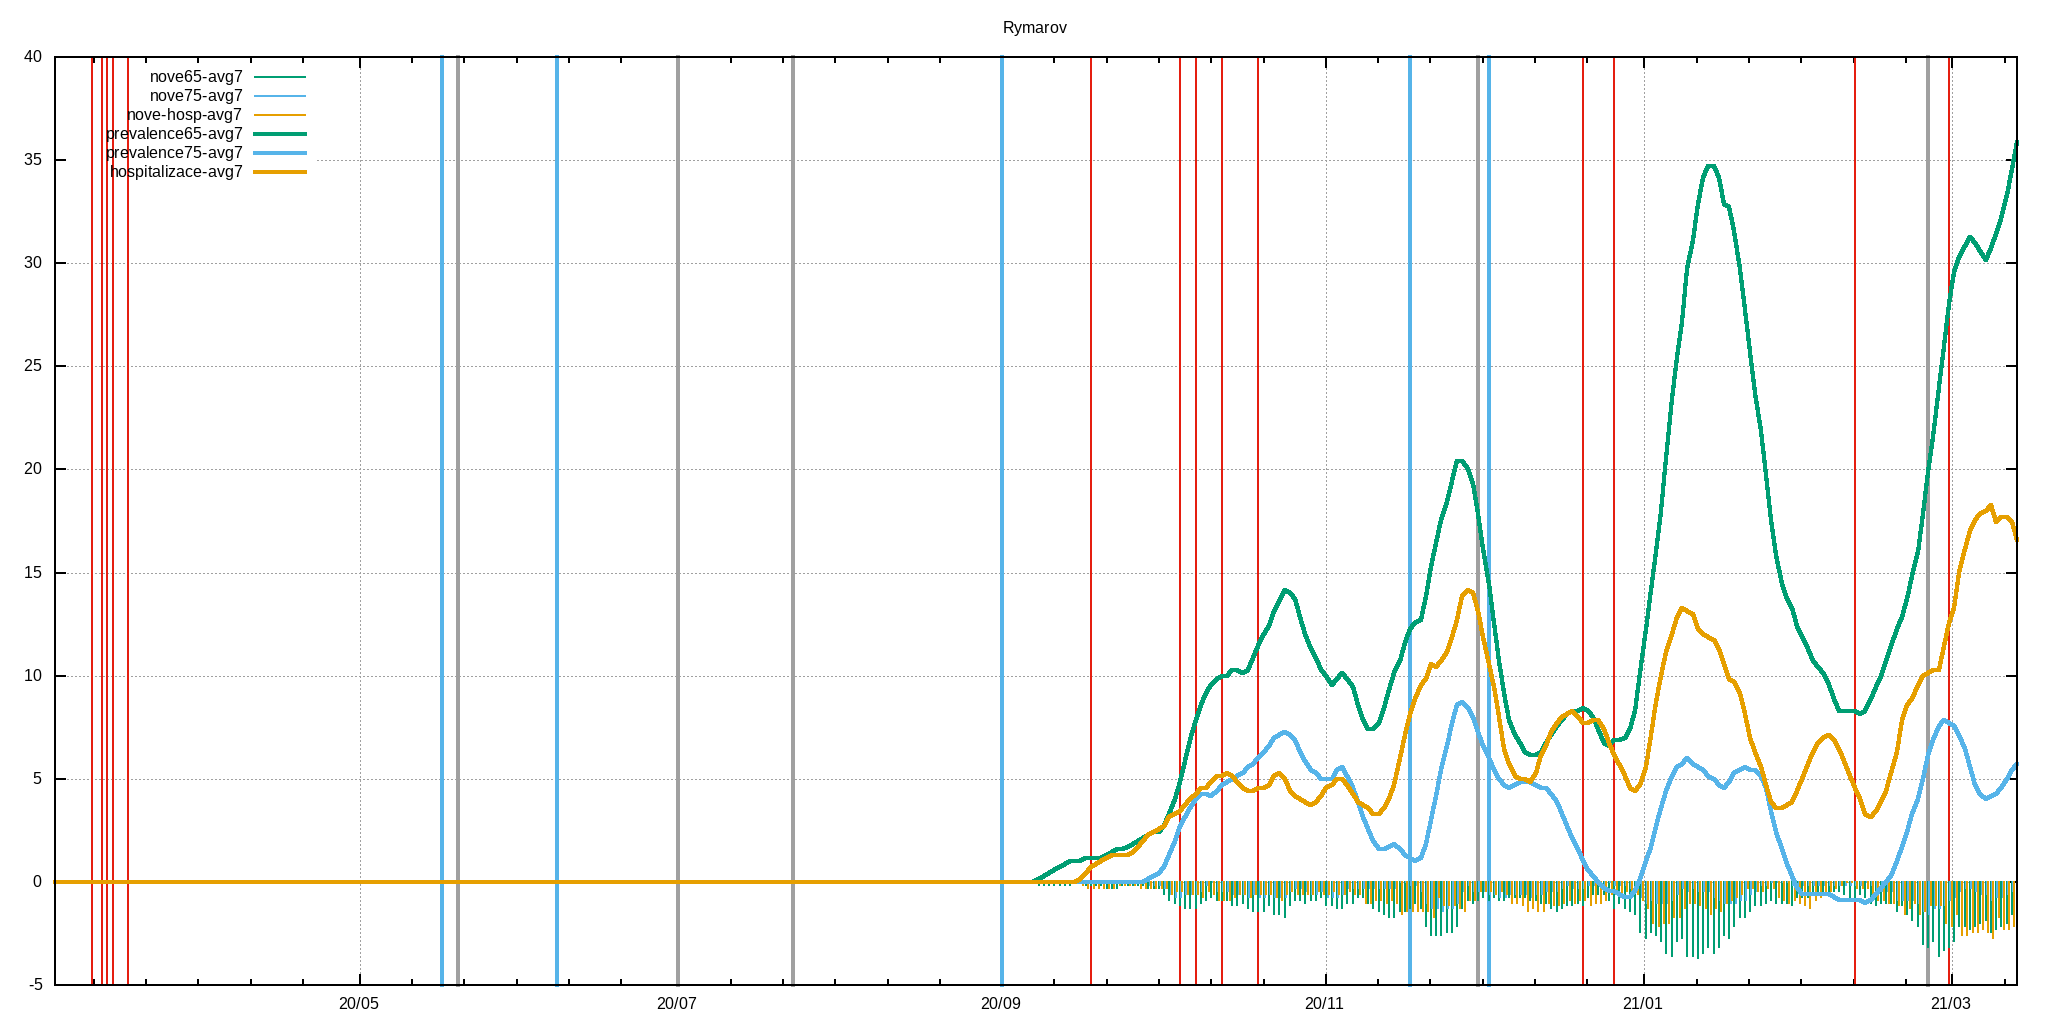 Rymarov
40
nove65-avg7
nove75-avg7
nove-hosp-avg7
prevalence65-avg7
prevalence75-avg7
hospitalizace-avg7
35
30
25
20
15
10
5
0
-5
20/05 20/07 20/09 20/11 21/01 21/03